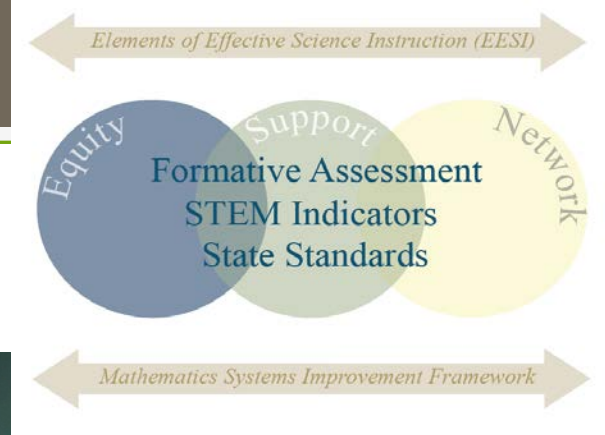 Elements of Effective Science Instruction (EESI)
Equity
Support
Network
Formative Assessment
STEM Indicators
State Standards
Mathematics Systems Improvement Framework